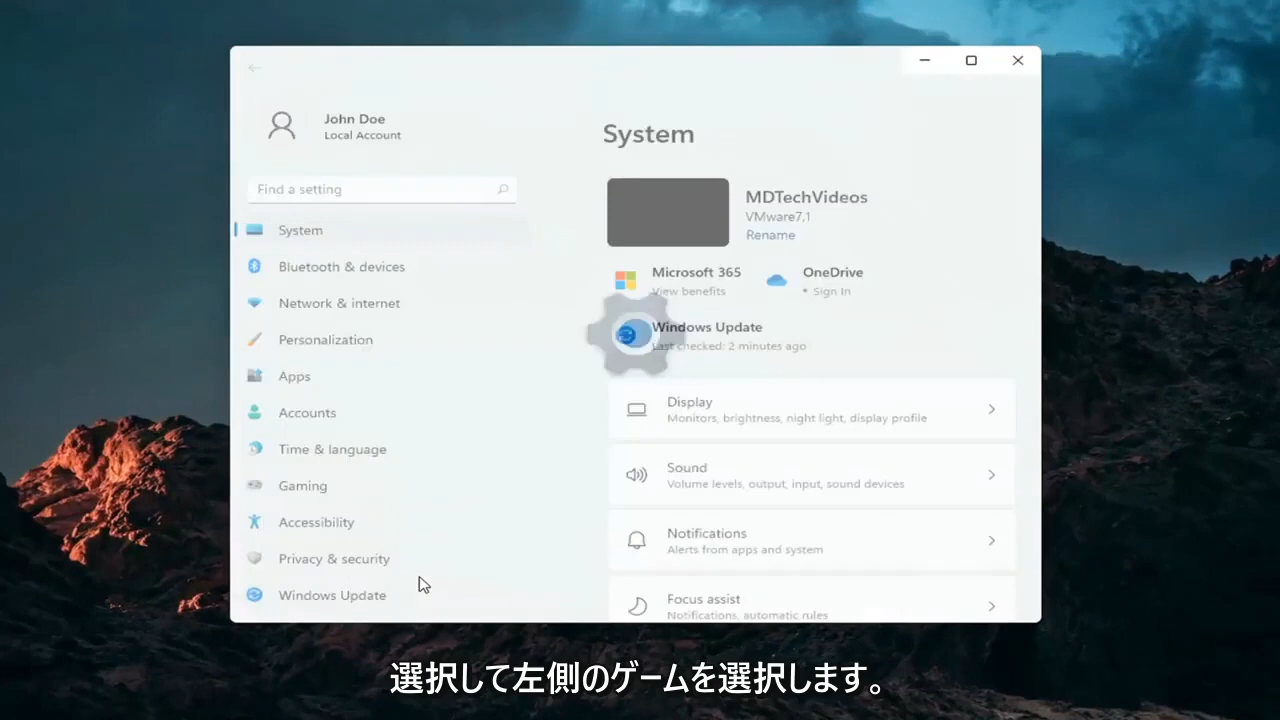 John Doe
Local Account
Find a setting
System
Bluetooth & devices
Network & internet
Personalization
Apps
Accounts
Time & language
Gaming
Accessibility
Privacy & security
Windows Update
System
MDTechVideos
VMware7,1
Rename
Microsoft 365
View benefits
OneDrive
• Sign In
Windows Update
Last checked: 2 minutes ago
Display
Monitors, brightness, night light, display profile
Sound
Volume levels, output, input, sound devices
Notifications
Alerts from apps and system
Focus assist
Notifications, automatic rules
選択して左側のゲームを選択します。